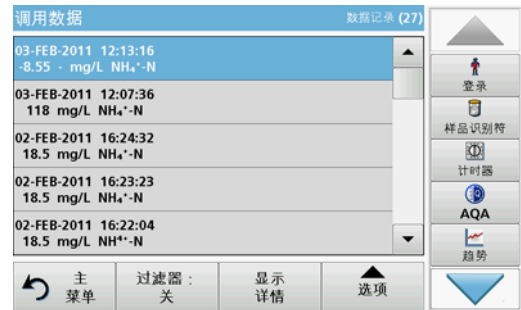 调用数据
数据记录 (27)
03-FEB-2011 12:13:16
-8.55 - mg/L NH₄⁺-N
03-FEB-2011 12:07:36
118 mg/L NH₄⁺-N
02-FEB-2011 16:24:32
18.5 mg/L NH₄⁺-N
02-FEB-2011 16:23:23
18.5 mg/L NH₄⁺-N
02-FEB-2011 16:22:04
18.5 mg/L NH⁴⁺-N
主
菜单
过滤器：
关
显示
详情
选项
登录
样品识别符
计时器
AQA
趋势